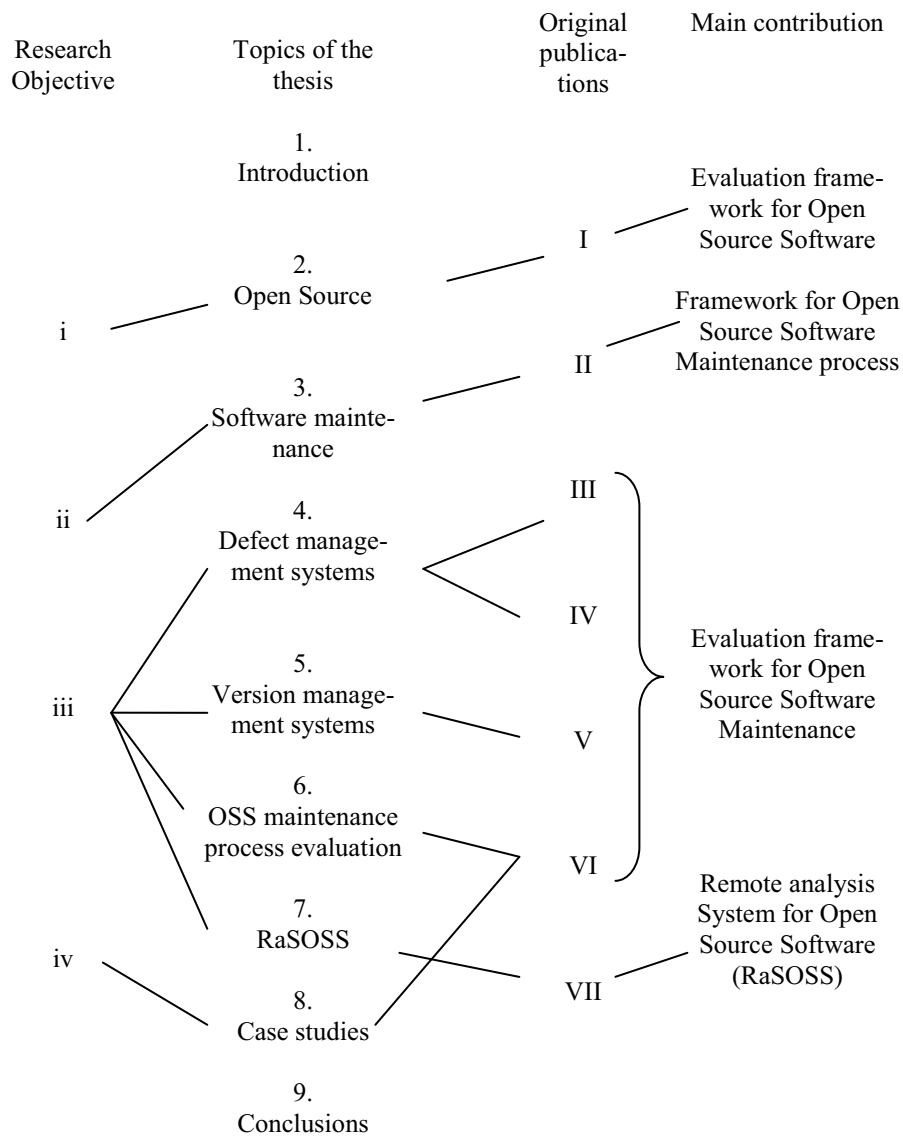 Research
Objective
Topics of the
thesis
Original
publica-
tions
Main contribution
1.
Introduction
2.
Open Source
3.
Software mainte-
nance
4.
Defect manage-
ment systems
5.
Version manage-
ment systems
6.
OSS maintenance
process evaluation
7.
RaSOSS
8.
Case studies
9.
Conclusions
i
ii
iii
iv
I
II
III
IV
V
VI
VII
Evaluation frame-
work for Open
Source Software
Framework for Open
Source Software
Maintenance process
Evaluation frame-
work for Open
Source Software
Maintenance
Remote analysis
System for Open
Source Software
(RaSOSS)